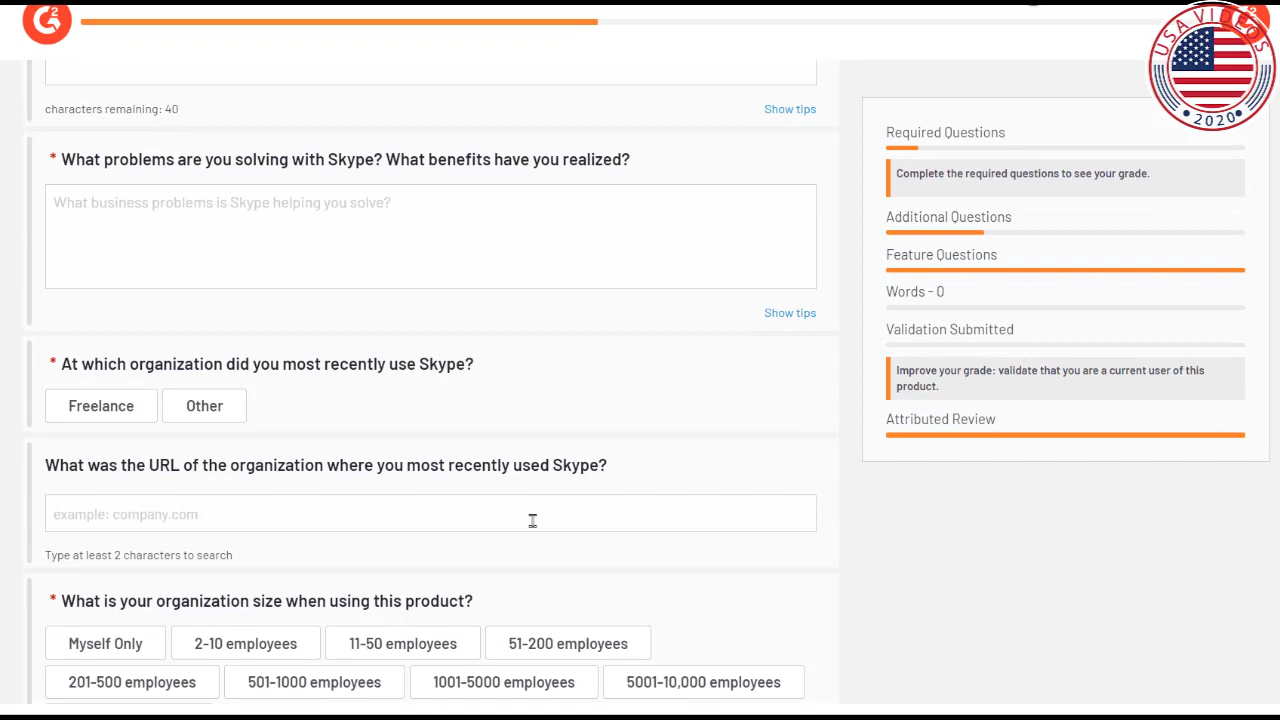 G2
USA VIDEOS
2020
characters remaining: 40
Show tips
* What problems are you solving with Skype? What benefits have you realized?
What business problems is Skype helping you solve?
Show tips
* At which organization did you most recently use Skype?
Freelance
Other
What was the URL of the organization where you most recently used Skype?
example: company.com
Type at least 2 characters to search
* What is your organization size when using this product?
Myself Only
2-10 employees
11-50 employees
51-200 employees
201-500 employees
501-1000 employees
1001-5000 employees
5001-10,000 employees
Required Questions
Complete the required questions to see your grade.
Additional Questions
Feature Questions
Words - 0
Validation Submitted
Improve your grade: validate that you are a current user of this
product.
Attributed Review